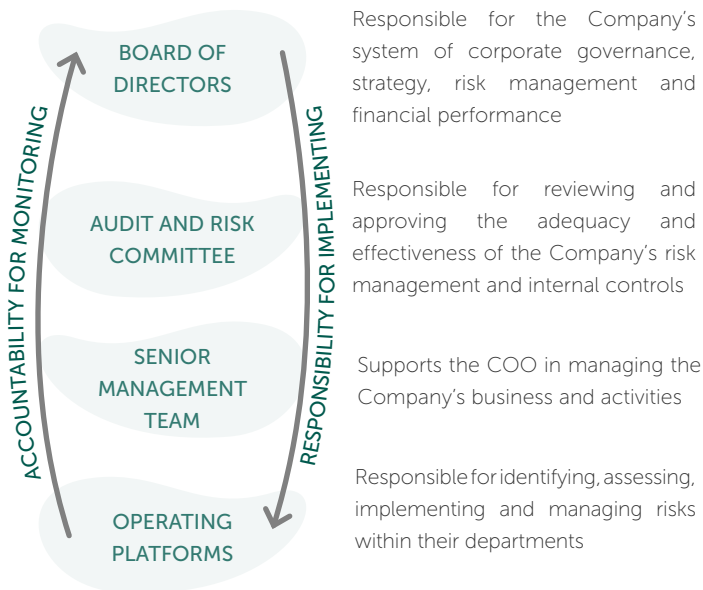 BOARD OF
DIRECTORS
Responsible for the Company’s
system of corporate governance,
strategy, risk management and
financial performance
ACCOUNTABILITY FOR MONITORING
RESPONSIBILITY FOR IMPLEMENTING
AUDIT AND RISK
COMMITTEE
Responsible for reviewing and
approving the adequacy and
effectiveness of the Company’s risk
management and internal controls
SENIOR
MANAGEMENT
TEAM
Supports the COO in managing the
Company’s business and activities
OPERATING
PLATFORMS
Responsible for identifying, assessing,
implementing and managing risks
within their departments